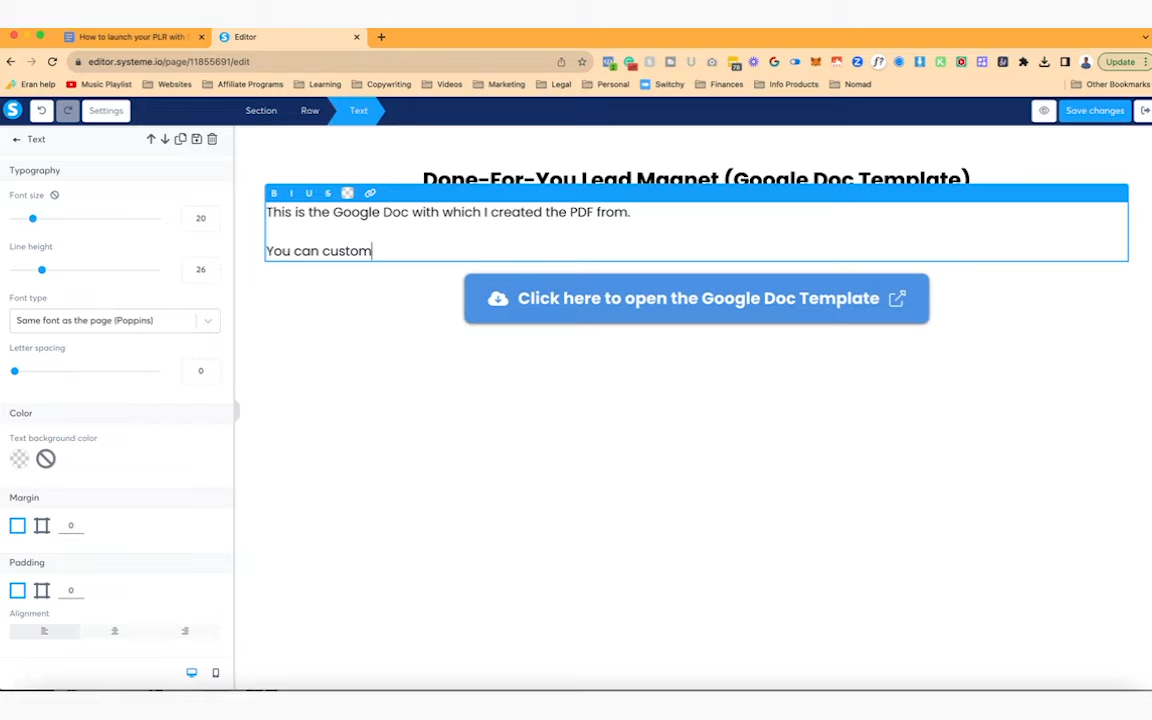 How to launch your PLR with
Editor
editor.systeme.io/page/11855691/edit
Update
Eran help
Music Playlist
Websites
Affiliate Programs
Learning
Copywriting
Videos
Marketing
Legal
Personal
Switchy
Finances
Info Products
Nomad
Other Bookmarks
S
Settings
Section
Row
Text
Save changes
Text
Typography
Font size
20
Line height
26
Font type
Same font as the page (Poppins)
Letter spacing
0
Color
Text background color
Margin
0
Padding
0
Alignment
Done-For-You Lead Magnet (Google Doc Template)
B I U S
This is the Google Doc with which I created the PDF from.
You can custom
Click here to open the Google Doc Template